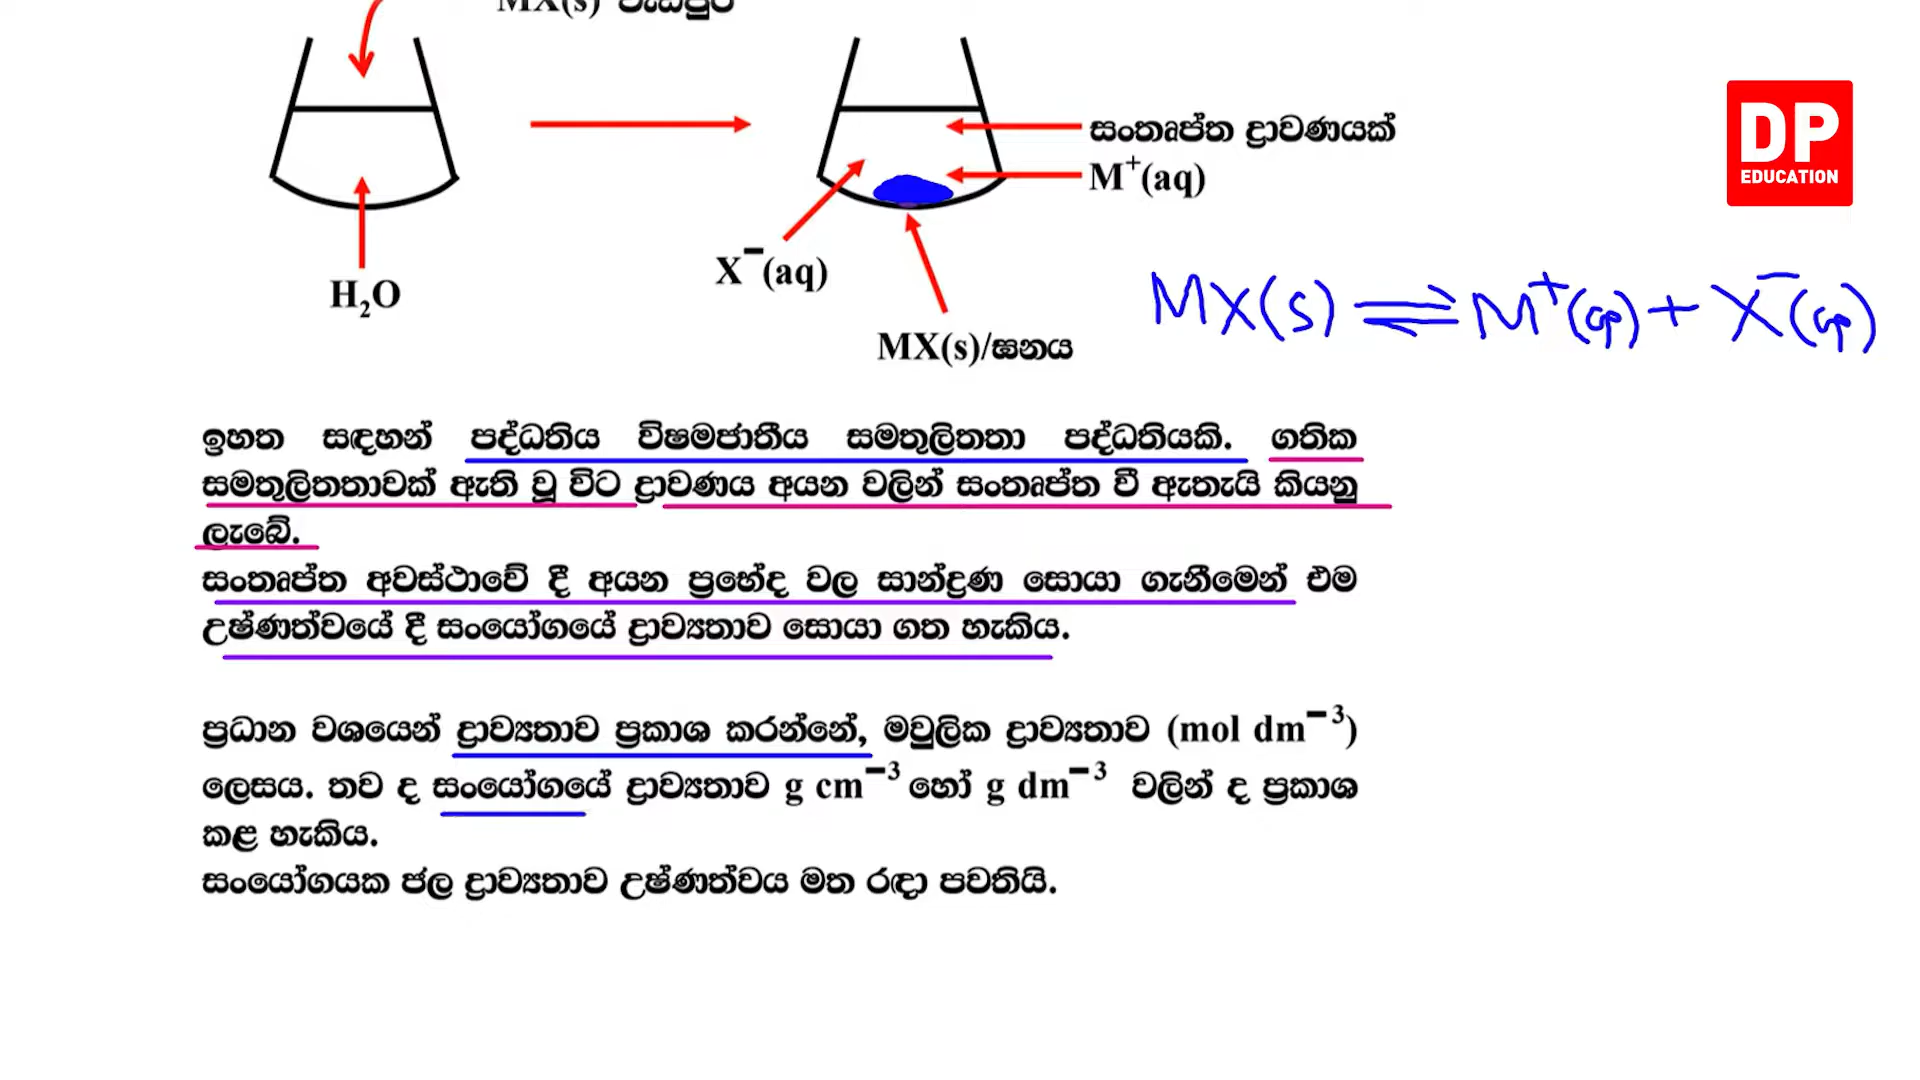 MX(s)
DP
EDUCATION
සංතෘප්ත ද්‍රාවණයක්
M⁺(aq)
X⁻(aq)
H₂O
MX(s) ⇌ M⁺(aq) + X⁻(aq)
MX(s)/ඝනය
ඉහත සඳහන් පද්ධතිය විෂමජාතීය සමතුලිතතා පද්ධතියකි. ගතික
සමතුලිතතාවක් ඇති වූ විට ද්‍රාවණය අයන වලින් සංතෘප්ත වී ඇතැයි කියනු
ලැබේ.
සංතෘප්ත අවස්ථාවේ දී අයන ප්‍රභේද වල සාන්ද්‍රණ සොයා ගැනීමෙන් එම
උෂ්ණත්වයේ දී සංයෝගයේ ද්‍රාව්‍යතාව සොයා ගත හැකිය.
ප්‍රධාන වශයෙන් ද්‍රාව්‍යතාව ප්‍රකාශ කරන්නේ, මවුලික ද්‍රාව්‍යතාව (mol dm⁻³)
ලෙසය. තව ද සංයෝගයේ ද්‍රාව්‍යතාව g cm⁻³ හෝ g dm⁻³ වලින් ද ප්‍රකාශ
කළ හැකිය.
සංයෝගයක ජල ද්‍රාව්‍යතාව උෂ්ණත්වය මත රඳා පවතියි.